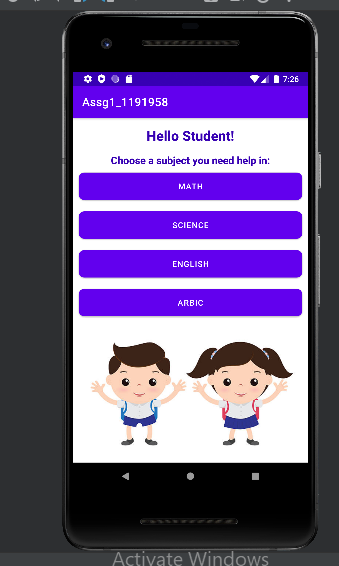 7:26
Assg1_1191958
Hello Student!
Choose a subject you need help in:
MATH
SCIENCE
ENGLISH
ARBIC
Activate Windows